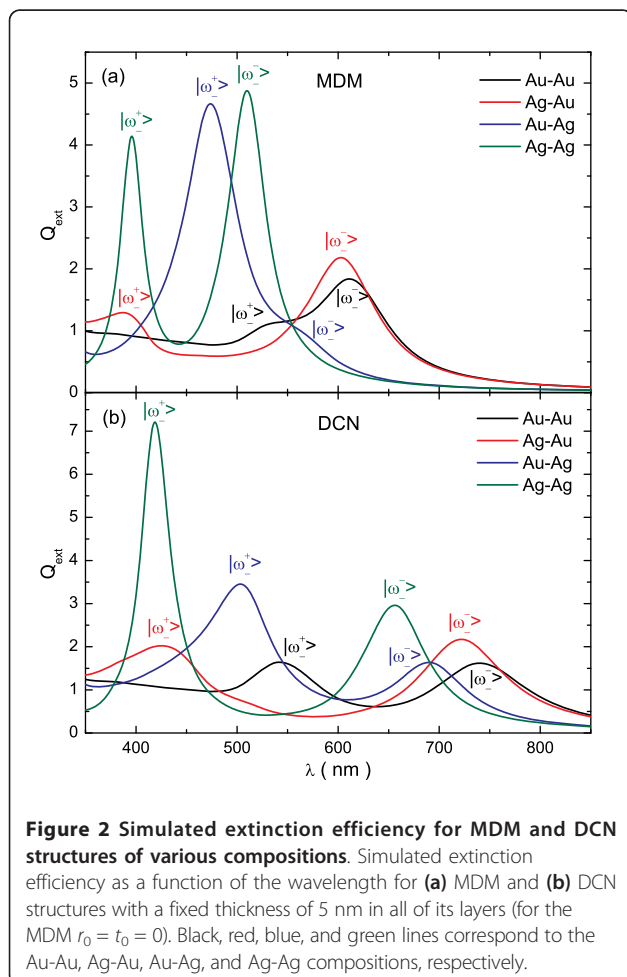 (a)
MDM
|ω₋⁺>
|ω₋⁺>
|ω₋⁻>
Au-Au
Ag-Au
Au-Ag
Ag-Ag
|ω₋⁻>
|ω₋⁺>
|ω₋⁺>
|ω₋⁻>
|ω₋⁻>
Q_ext
5
4
3
2
1
0
(b)
DCN
|ω₋⁺>
Au-Au
Ag-Au
Au-Ag
Ag-Ag
|ω₋⁺>
|ω₋⁻>
|ω₋⁺>
|ω₋⁺>
|ω₋⁻>
|ω₋⁻>
|ω₋⁻>
Q_ext
7
6
5
4
3
2
1
0
400 500 600 700 800
λ ( nm )
Figure 2 Simulated extinction efficiency for MDM and DCN
structures of various compositions. Simulated extinction
efficiency as a function of the wavelength for (a) MDM and (b) DCN
structures with a fixed thickness of 5 nm in all of its layers (for the
MDM r₀ = t₀ = 0). Black, red, blue, and green lines correspond to the
Au-Au, Ag-Au, Au-Ag, and Ag-Ag compositions, respectively.